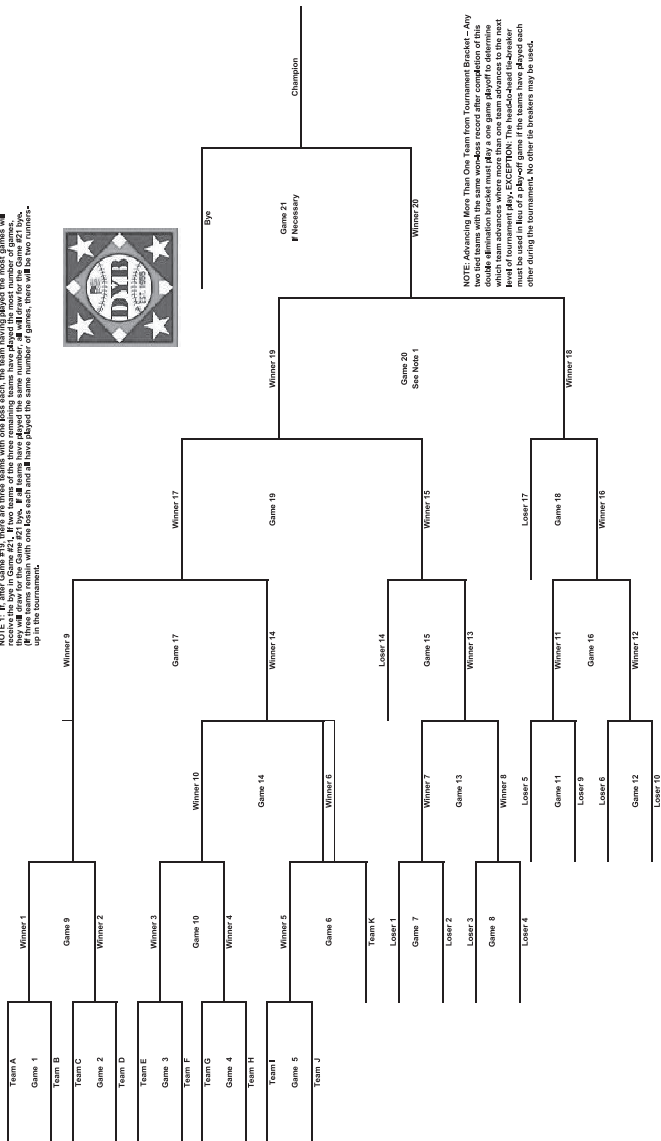 NOTE 1: If, after Game #19, there are three teams with one loss each, the team having played the most games will
receive the bye in Game #21. If two teams of the three remaining teams have played the most number of games,
they will draw for the Game #21 bye. If all teams have played the same number, all will draw for the Game #21 bye.
(If three teams remain with one loss each and all have played the same number of games, there will be two runners-
up in the tournament.
Team A
Game 1
Team B
Team C
Game 2
Team D
Team E
Game 3
Team F
Team G
Game 4
Team H
Team I
Game 5
Team J
Winner 1
Game 9
Winner 2
Winner 3
Game 10
Winner 4
Winner 5
Game 6
Team K
Loser 1
Game 7
Loser 2
Loser 3
Game 8
Loser 4
Winner 10
Game 14
Winner 6
Winner 7
Game 13
Winner 8
Loser 5
Game 11
Loser 9
Loser 6
Game 12
Loser 10
Winner 9
Game 17
Winner 14
Loser 14
Game 15
Winner 13
Winner 11
Game 16
Winner 12
Winner 17
Game 19
Winner 15
Loser 17
Game 18
Winner 16
Winner 19
Game 20
See Note 1
Winner 18
DYB
EST. 1995
Bye
Game 21
If Necessary
Winner 20
Champion
NOTE: Advancing More Than One Team from Tournament Bracket – Any
two tied teams with the same won-loss record after completion of this
double elimination bracket must play a one game playoff to determine
which team advances where more than one team advances to the next
level of tournament play. EXCEPTION: The head-to-head tie-breaker
must be used in lieu of a play-off game if the teams have played each
other during the tournament. No other tie breakers may be used.